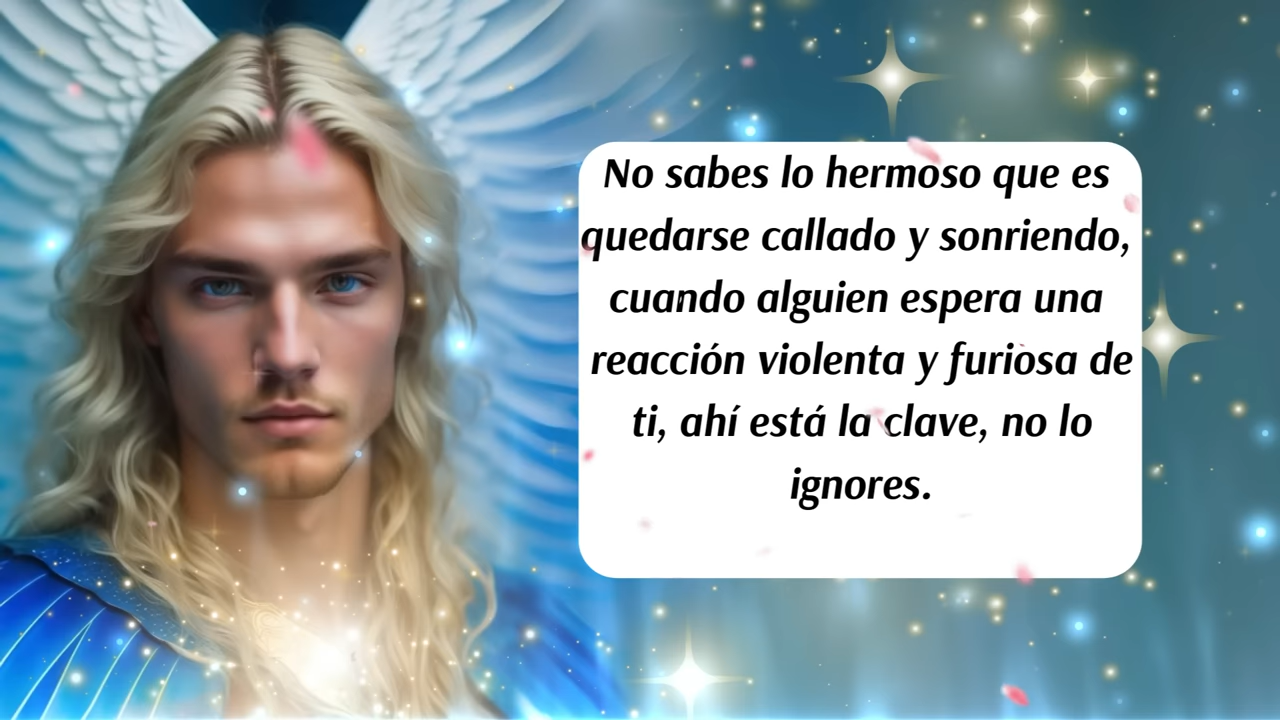 No sabes lo hermoso que es
quedarse callado y sonriendo,
cuando alguien espera una
reacción violenta y furiosa de
ti, ahí está la clave, no lo
ignores.